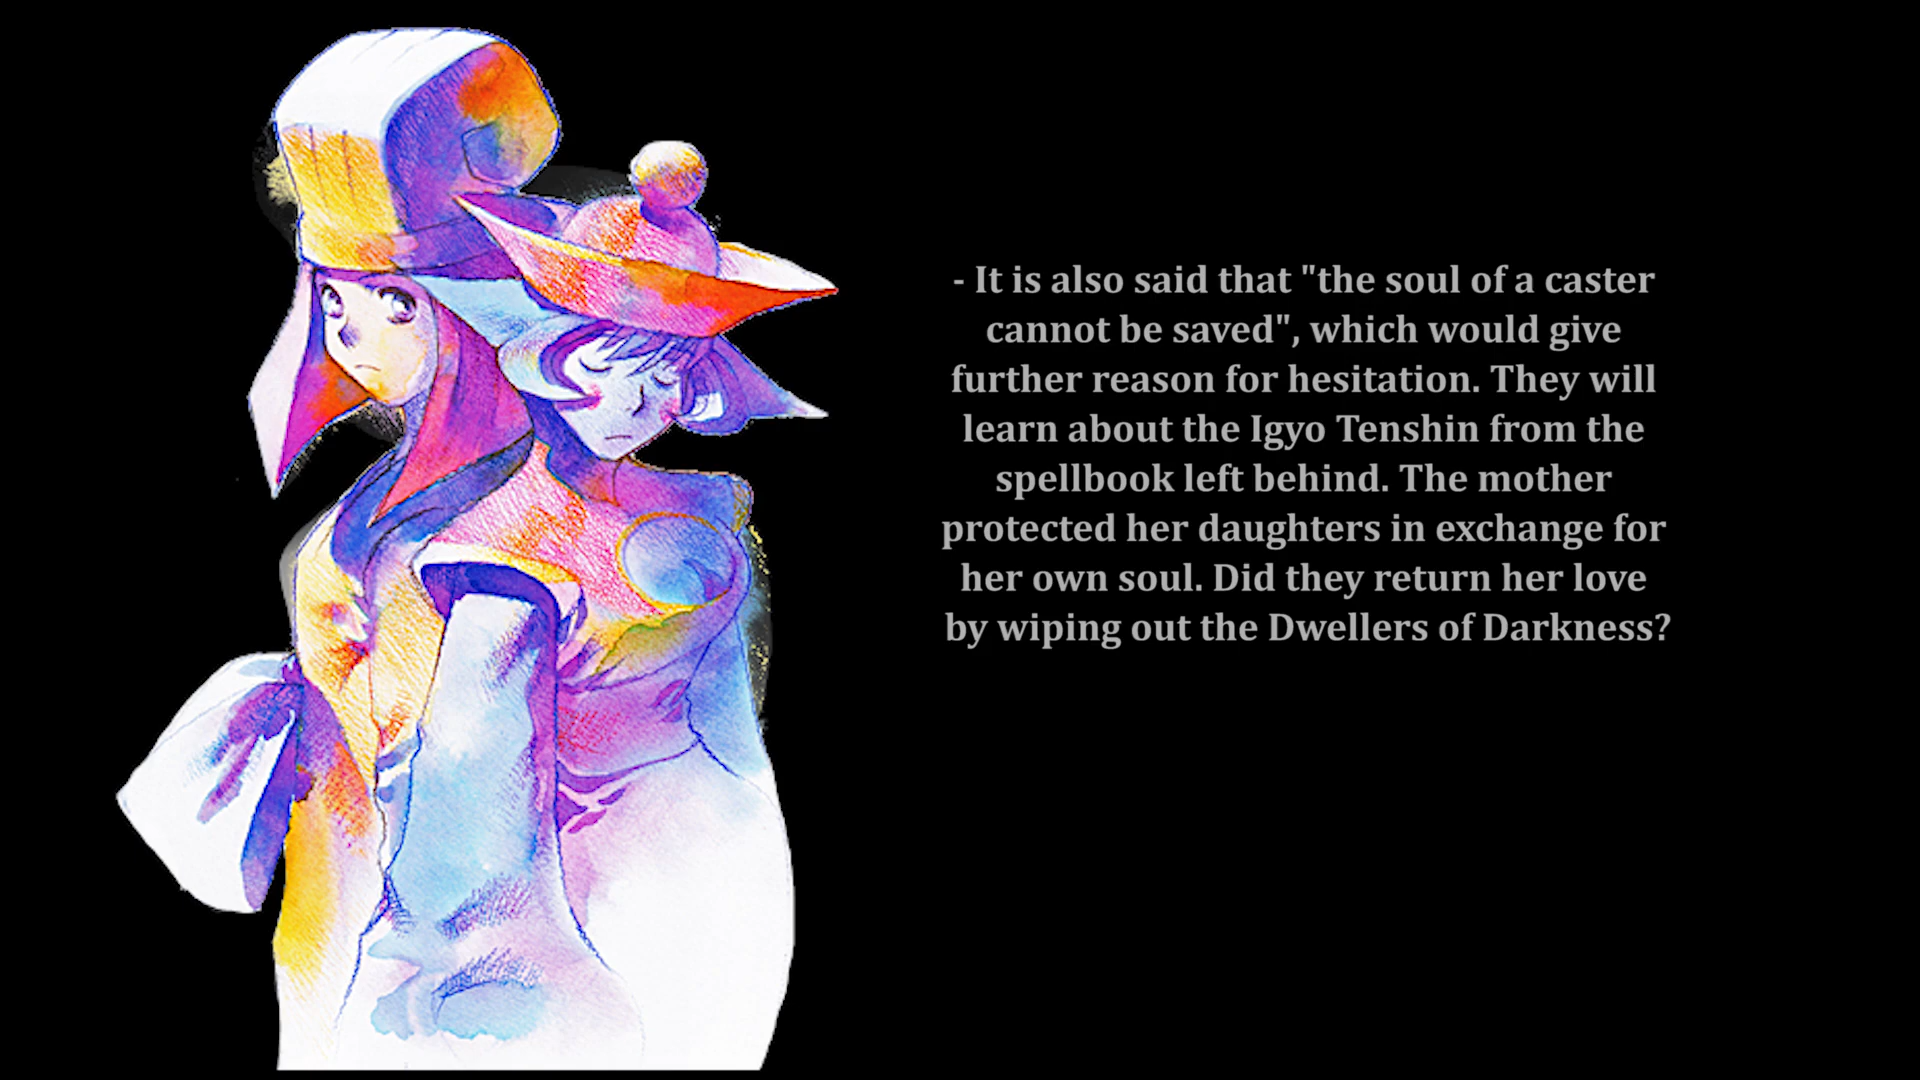 - It is also said that "the soul of a caster
cannot be saved", which would give
further reason for hesitation. They will
learn about the Igyo Tenshin from the
spellbook left behind. The mother
protected her daughters in exchange for
her own soul. Did they return her love
by wiping out the Dwellers of Darkness?